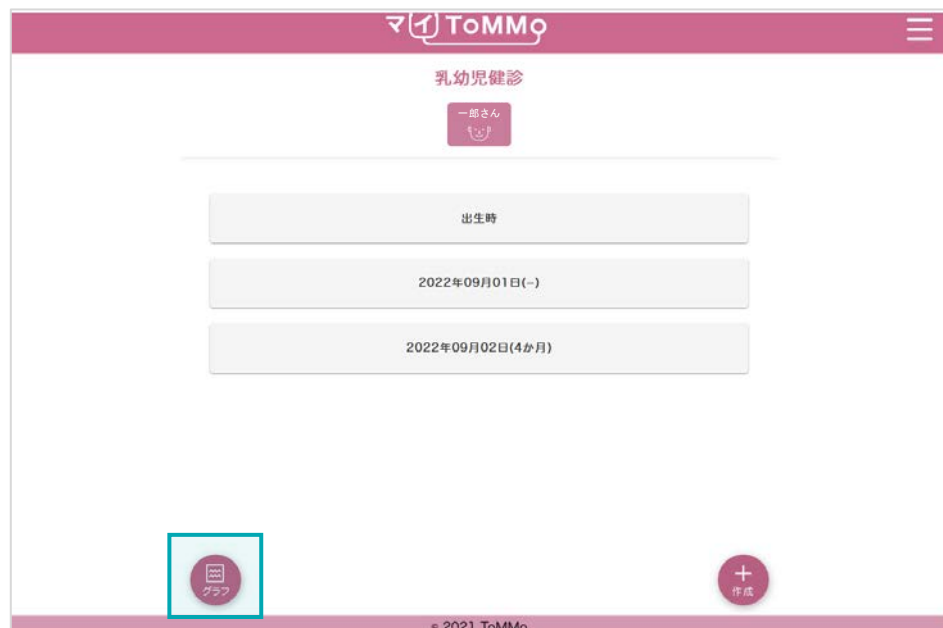 マイToMMo
乳幼児健診
一郎さん
出生時
2022年09月01日(-)
2022年09月02日(4か月)
グラフ
作成
© 2021 ToMMo